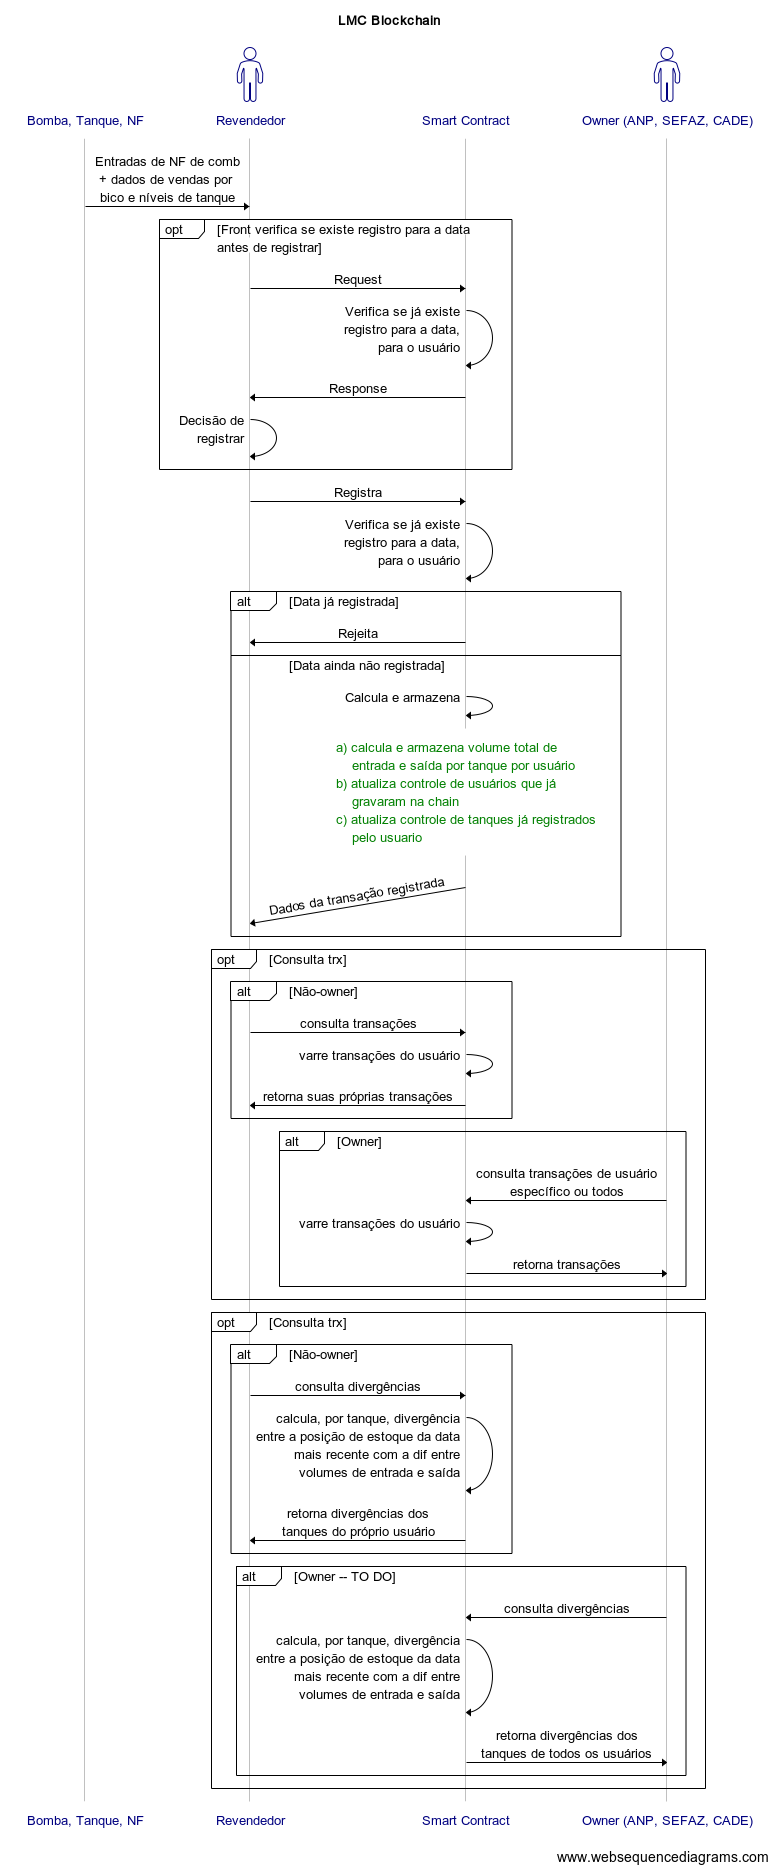 LMC Blockchain
Bomba, Tanque, NF
Revendedor
Smart Contract
Owner (ANP, SEFAZ, CADE)
Entradas de NF de comb
+ dados de vendas por
bico e níveis de tanque
opt
[Front verifica se existe registro para a data
antes de registrar]
Request
Verifica se já existe
registro para a data,
para o usuário
Response
Decisão de
registrar
Registra
Verifica se já existe
registro para a data,
para o usuário
alt
[Data já registrada]
Rejeita
[Data ainda não registrada]
Calcula e armazena
a) calcula e armazena volume total de
entrada e saída por tanque por usuário
b) atualiza controle de usuários que já
gravaram na chain
c) atualiza controle de tanques já registrados
pelo usuario
Dados da transação registrada
opt
[Consulta trx]
alt
[Não-owner]
consulta transações
varre transações do usuário
retorna suas próprias transações
alt
[Owner]
consulta transações de usuário
específico ou todos
varre transações do usuário
retorna transações
opt
[Consulta trx]
alt
[Não-owner]
consulta divergências
calcula, por tanque, divergência
entre a posição de estoque da data
mais recente com a dif entre
volumes de entrada e saída
retorna divergências dos
tanques do próprio usuário
alt
[Owner -- TO DO]
consulta divergências
calcula, por tanque, divergência
entre a posição de estoque da data
mais recente com a dif entre
volumes de entrada e saída
retorna divergências dos
tanques de todos os usuários
Bomba, Tanque, NF
Revendedor
Smart Contract
Owner (ANP, SEFAZ, CADE)
www.websequencediagrams.com